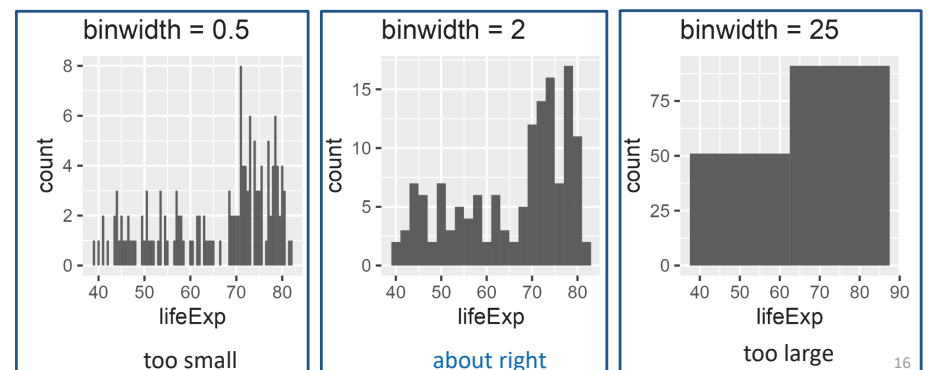 binwidth = 0.5
8
6
4
2
0
count
40 50 60 70 80
lifeExp
too small
binwidth = 2
15
10
5
0
count
40 50 60 70 80
lifeExp
about right
binwidth = 25
75
50
25
0
count
40 50 60 70 80 90
lifeExp
too large
16